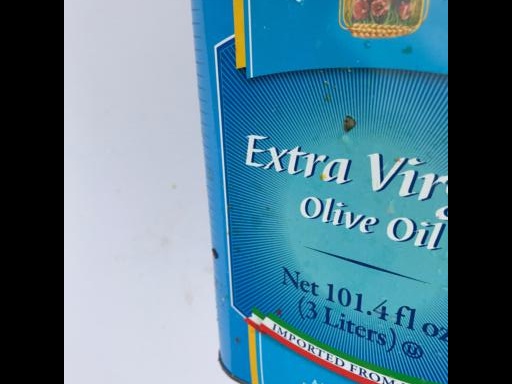 Extra Vir
Olive Oil
Net 101.4 fl oz
(3 Liters) U
IMPORTED FROM